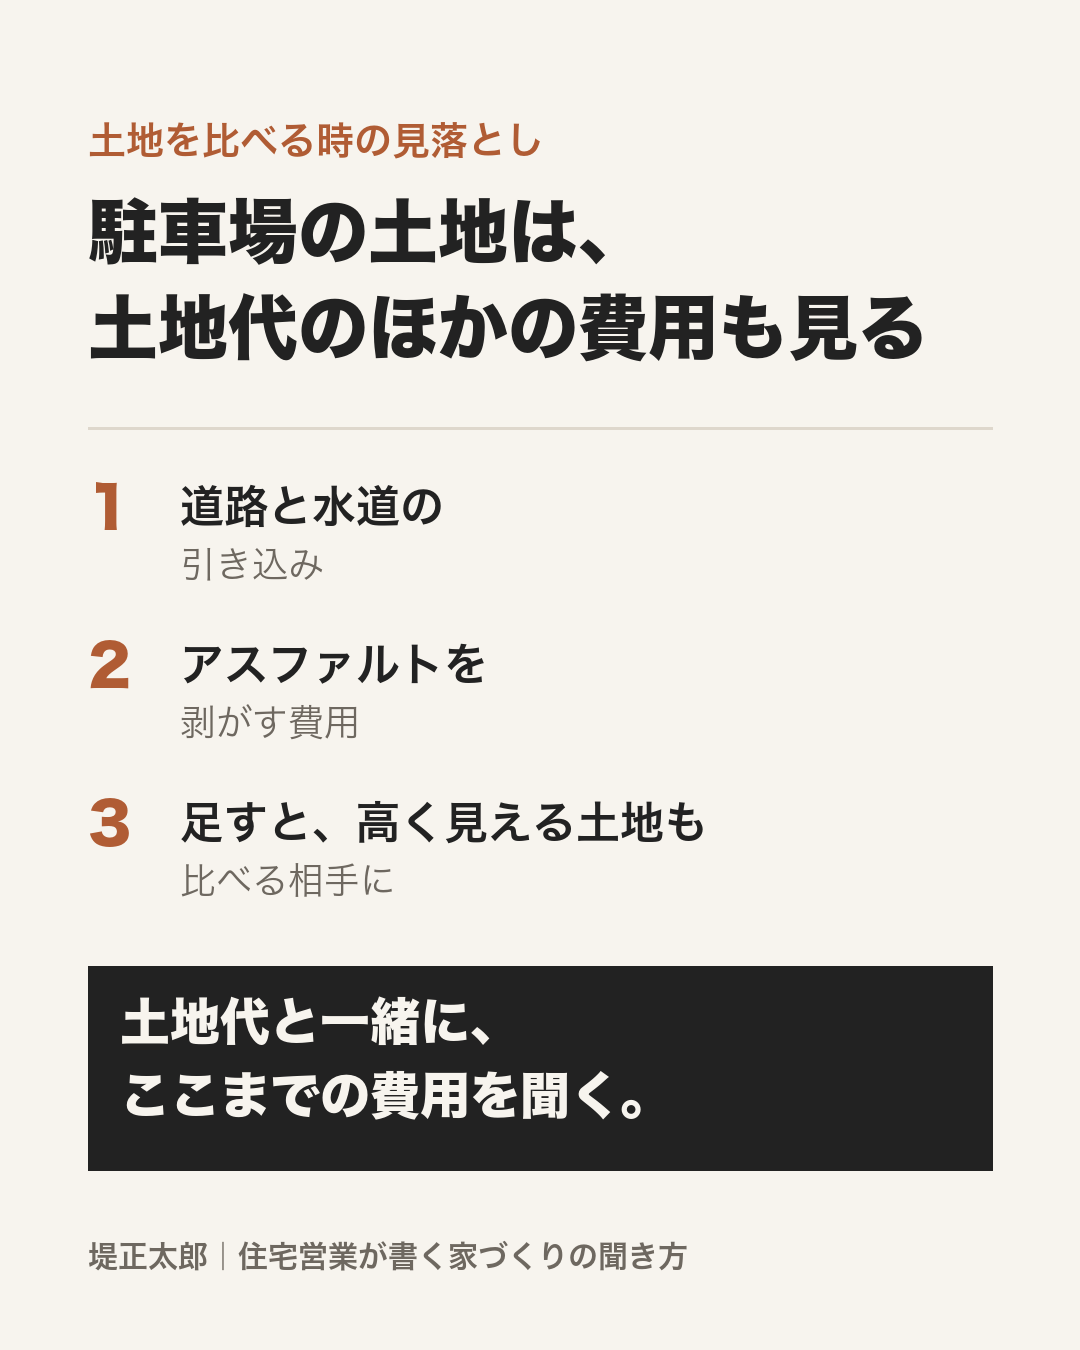 土地を比べる時の見落とし
駐車場の土地は、
土地代のほかの費用も見る
1 道路と水道の
引き込み
2 アスファルトを
剥がす費用
3 足すと、高く見える土地も
比べる相手に
土地代と一緒に、
ここまでの費用を聞く。
堤正太郎｜住宅営業が書く家づくりの聞き方